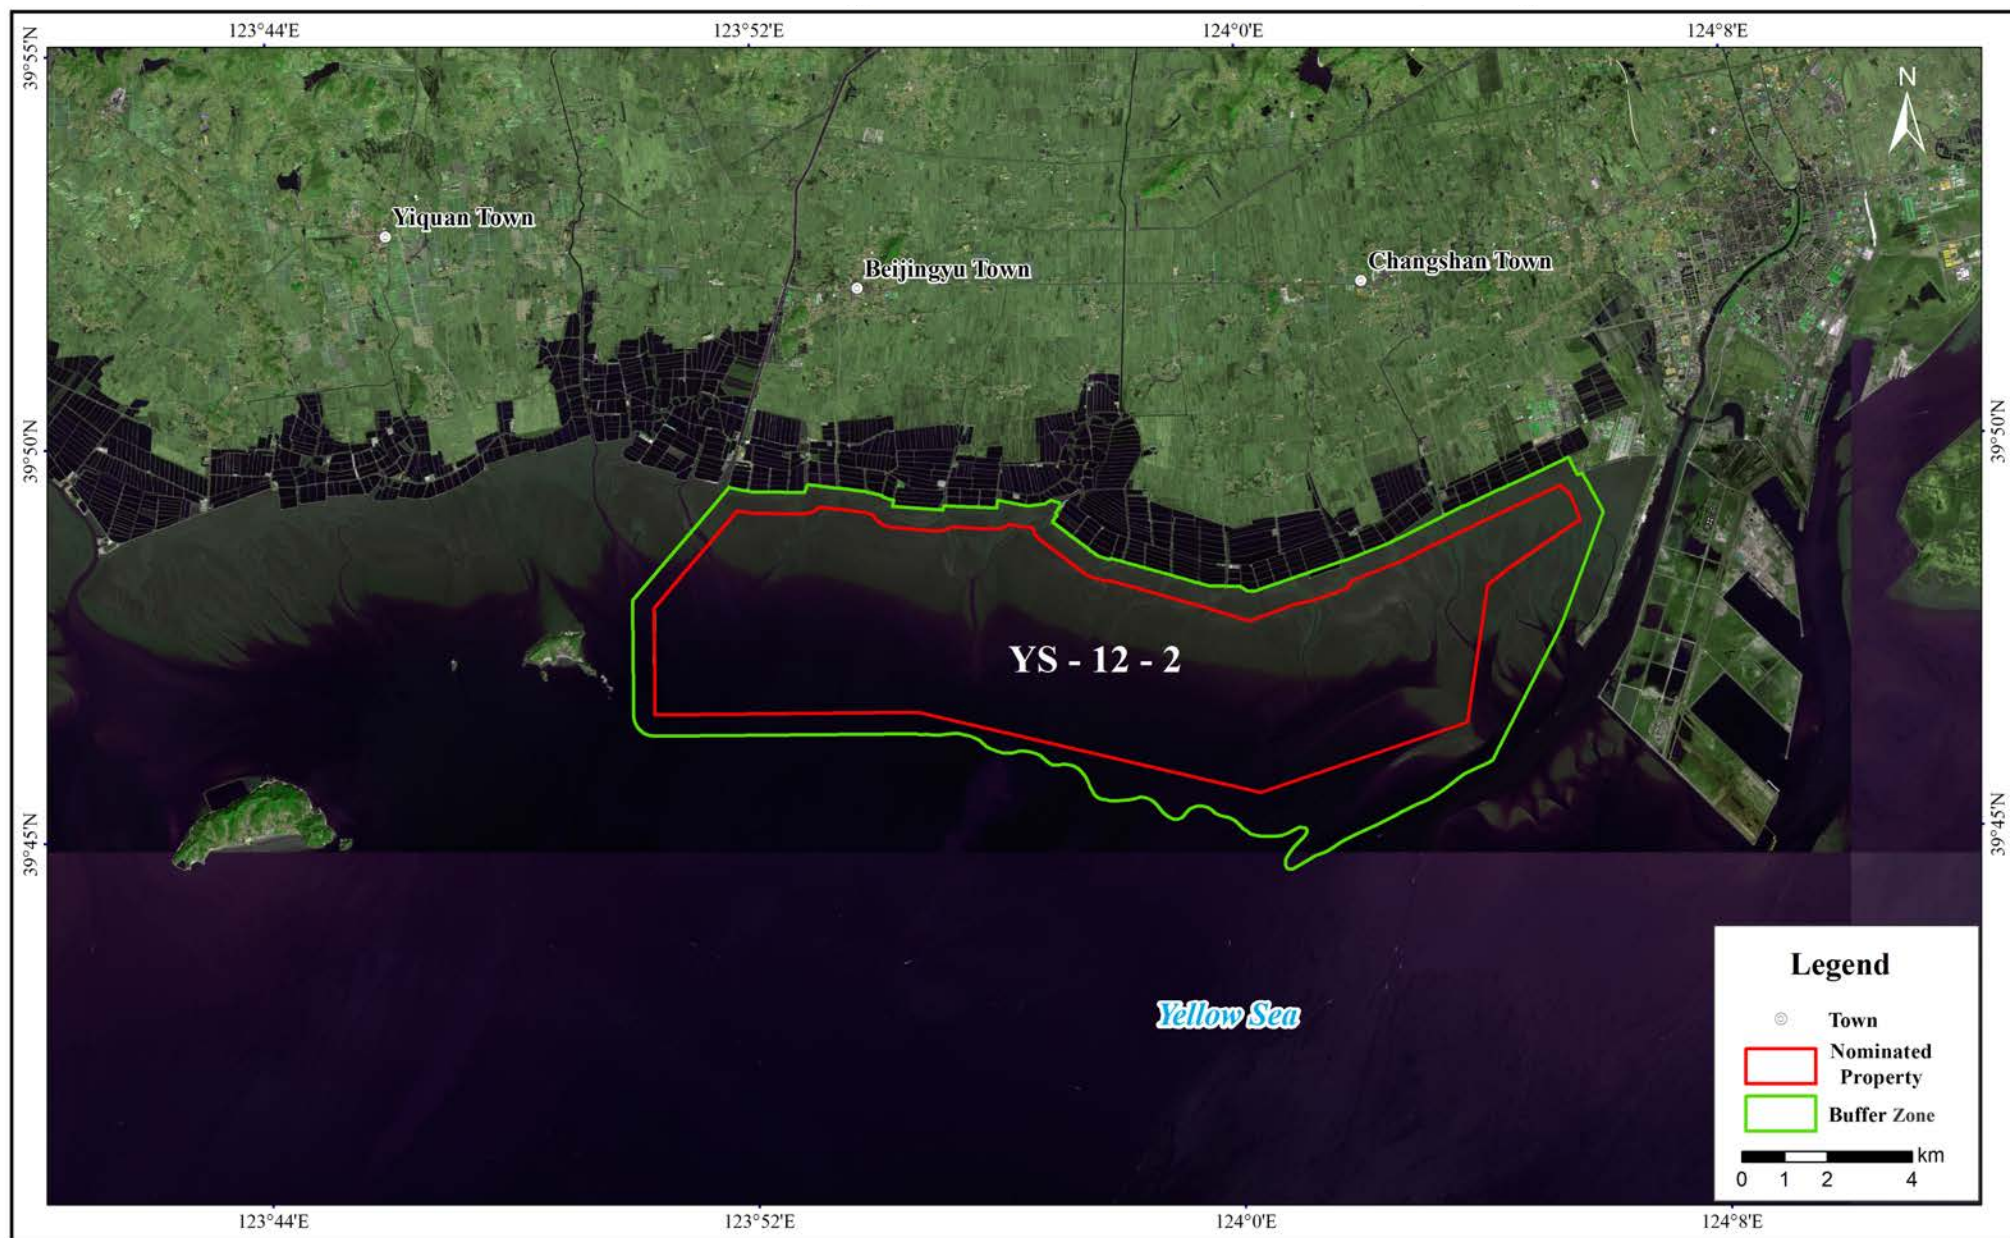 123°44'E
123°52'E
124°0'E
124°8'E
39°55'N
39°55'N
N
Yiquan Town
Beijingyu Town
Changshan Town
39°50'N
39°50'N
YS - 12 - 2
39°45'N
39°45'N
Yellow Sea
Legend
Town
Nominated
Property
Buffer Zone
km
0 1 2 4
123°44'E
123°52'E
124°0'E
124°8'E